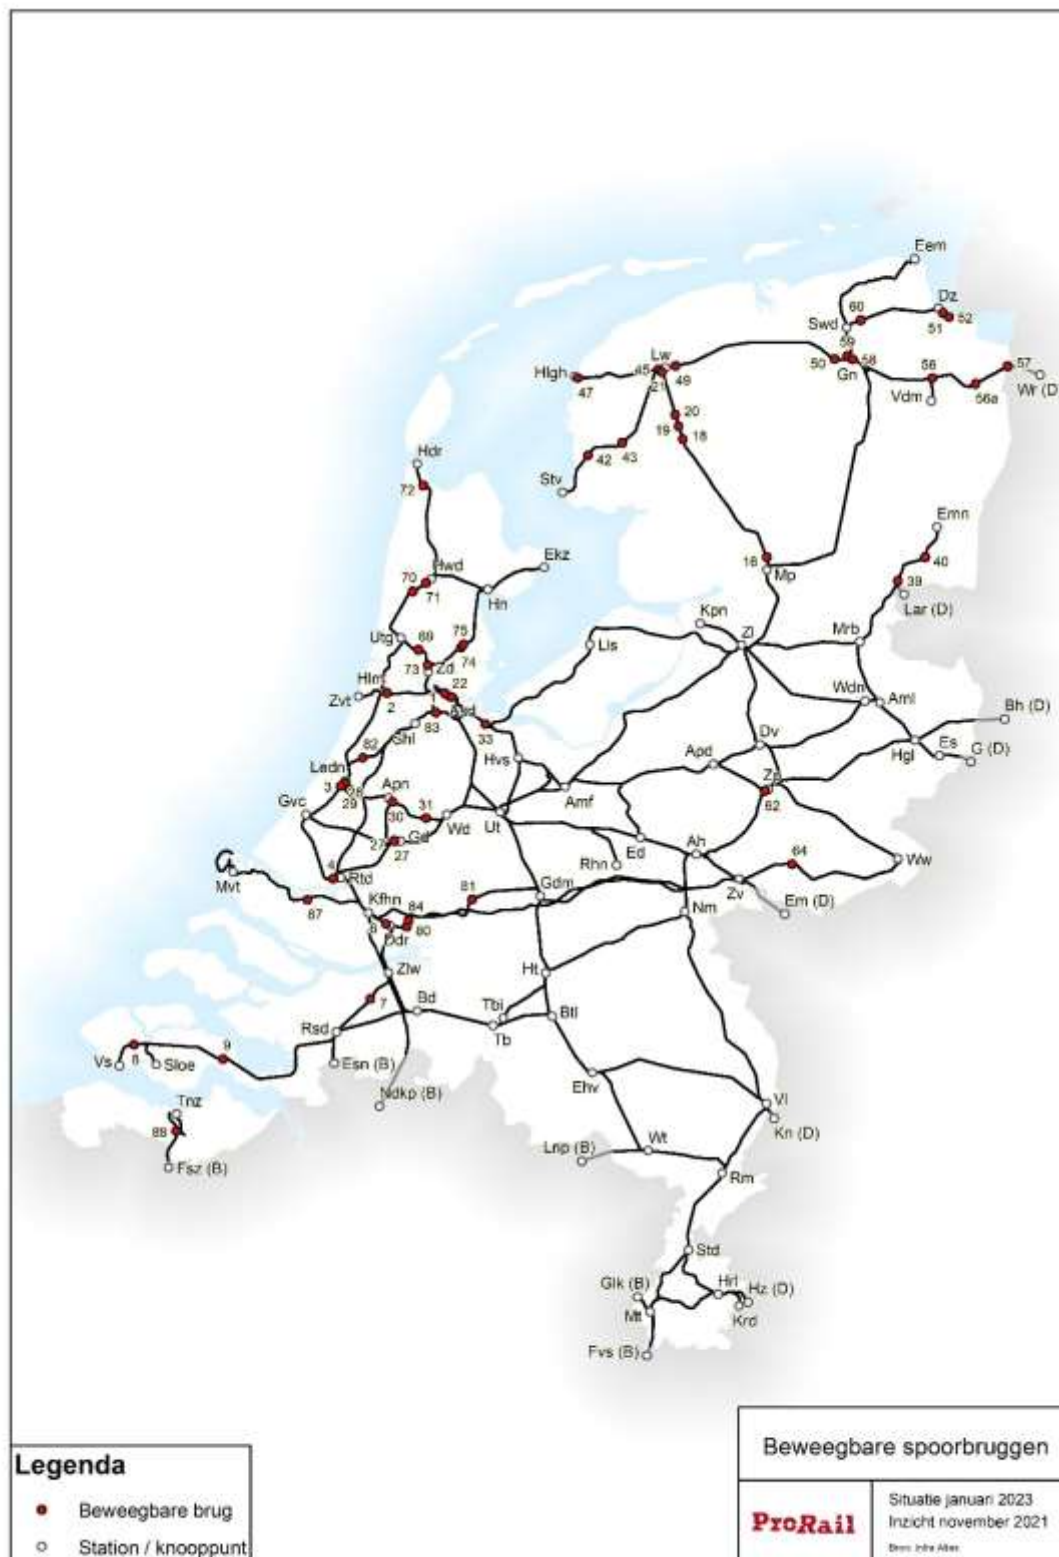 Eem
Dz
60
51
52
Swd
59
50
58
Gn
57
Wr (D
56
56a
Vdm
Lw
45
49
21
Hlgh
47
20
19
18
43
42
Stv
Hdr
72
Emn
40
39
Lar (D)
16
Mp
Ekz
Hwd
70
71
Hn
Kpn
Utg
69
75
74
73
Zd
Lls
Zl
Mrb
Hlm
Zvt
2
22
Asd
83
33
Shl
Wdn
Aml
Bh (D)
Dv
Hgl
Es
G (D)
82
Ledn
3
28
29
Apn
30
31
Hvs
Apd
Zp
62
Amf
Gvc
Wd
Ut
27
Gd
27
Ed
Rhn
Ah
64
Ww
4
Rtd
Mvt
87
Kfhn
84
81
Gdm
Zv
Em (D)
80
Ddr
Nm
Zlw
7
Ht
Rsd
Bd
Tbi
Btl
Tb
Vs
8
9
Sloe
Esn (B)
Ndkp (B)
Tnz
88
Fsz (B)
Ehv
Vl
Kn (D)
Lnp (B)
Wt
Rm
Std
Glk (B)
Hrl
Hz (D)
Mt
Krd
Fvs (B)
Legenda
Beweegbare brug
Station / knooppunt
Beweegbare spoorbruggen
ProRail
Situatie januari 2023
Inzicht november 2021
Bron: Infra Atlas